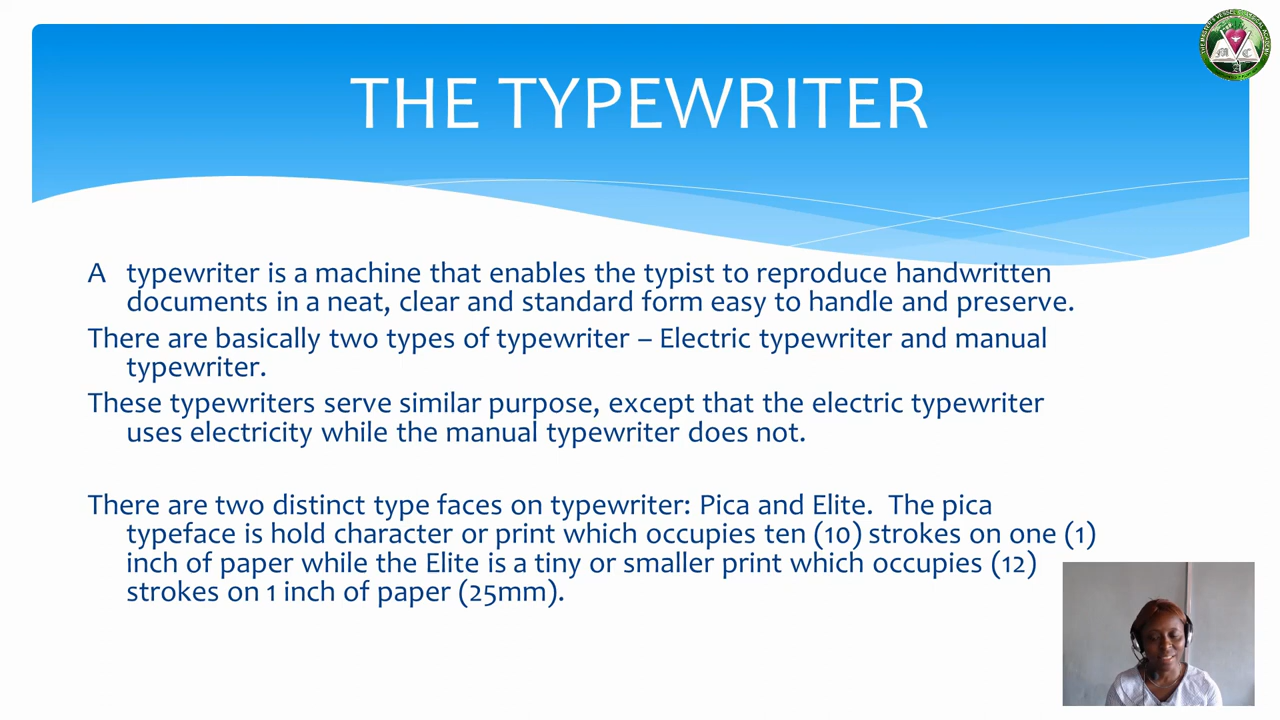 THE TYPEWRITER
A typewriter is a machine that enables the typist to reproduce handwritten
documents in a neat, clear and standard form easy to handle and preserve.
There are basically two types of typewriter – Electric typewriter and manual
typewriter.
These typewriters serve similar purpose, except that the electric typewriter
uses electricity while the manual typewriter does not.
There are two distinct type faces on typewriter: Pica and Elite. The pica
typeface is hold character or print which occupies ten (10) strokes on one (1)
inch of paper while the Elite is a tiny or smaller print which occupies (12)
strokes on 1 inch of paper (25mm).